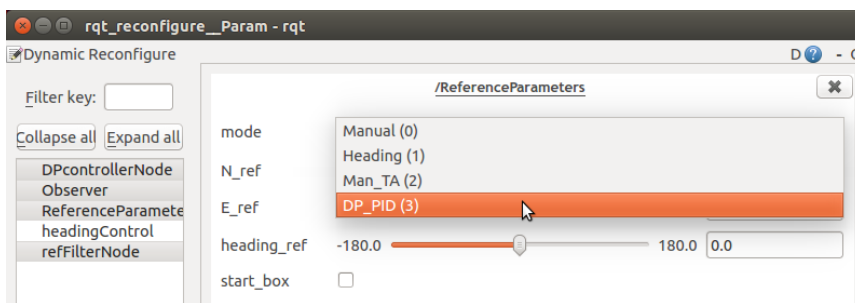 rqt_reconfigure__Param - rqt
Dynamic Reconfigure D ? -
Filter key:
Collapse all Expand all
DPcontrollerNode
Observer
ReferenceParamete
headingControl
refFilterNode
/ReferenceParameters
mode
Manual (0)
Heading (1)
Man_TA (2)
DP_PID (3)
N_ref
E_ref
heading_ref -180.0 180.0 0.0
start_box